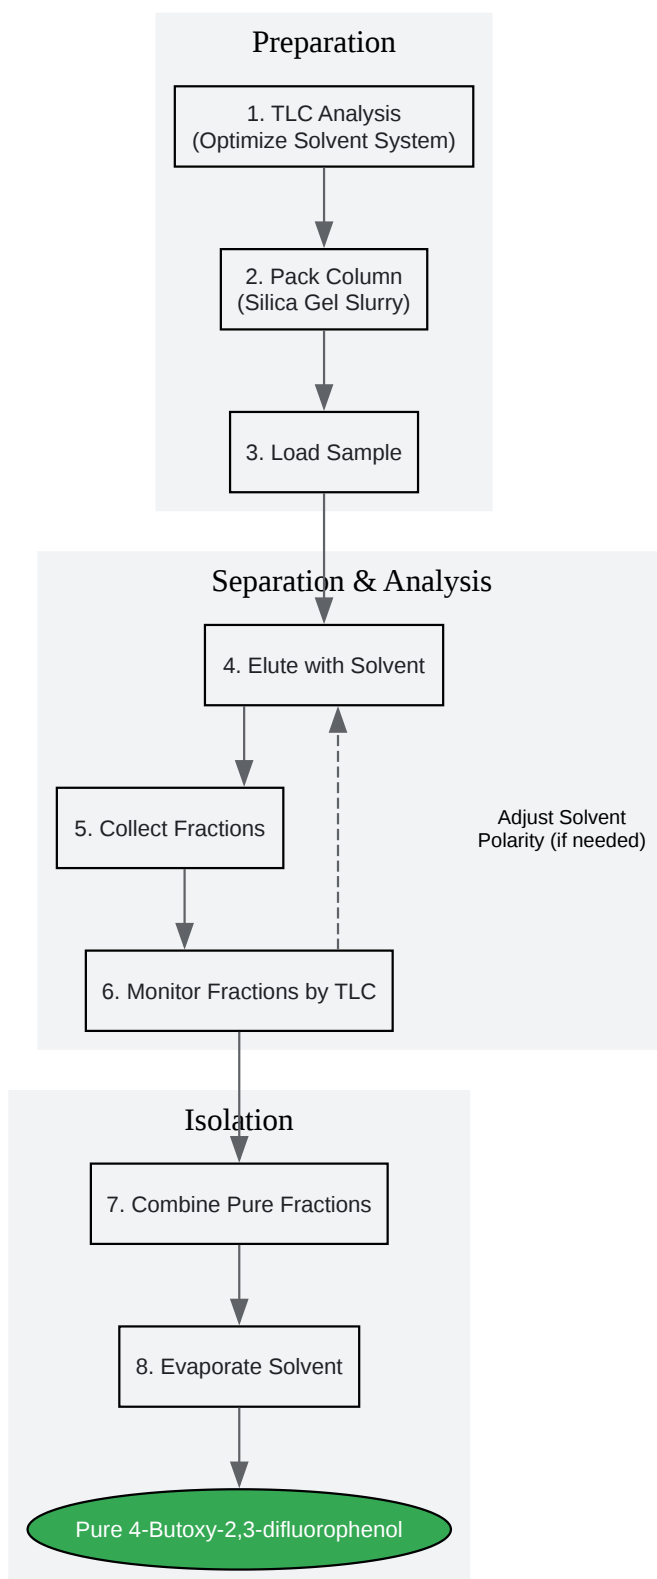 Preparation
1. TLC Analysis
(Optimize Solvent System)
2. Pack Column
(Silica Gel Slurry)
3. Load Sample
Separation & Analysis
4. Elute with Solvent
5. Collect Fractions
Adjust Solvent
Polarity (if needed)
6. Monitor Fractions by TLC
Isolation
7. Combine Pure Fractions
8. Evaporate Solvent
Pure 4-Butoxy-2,3-difluorophenol